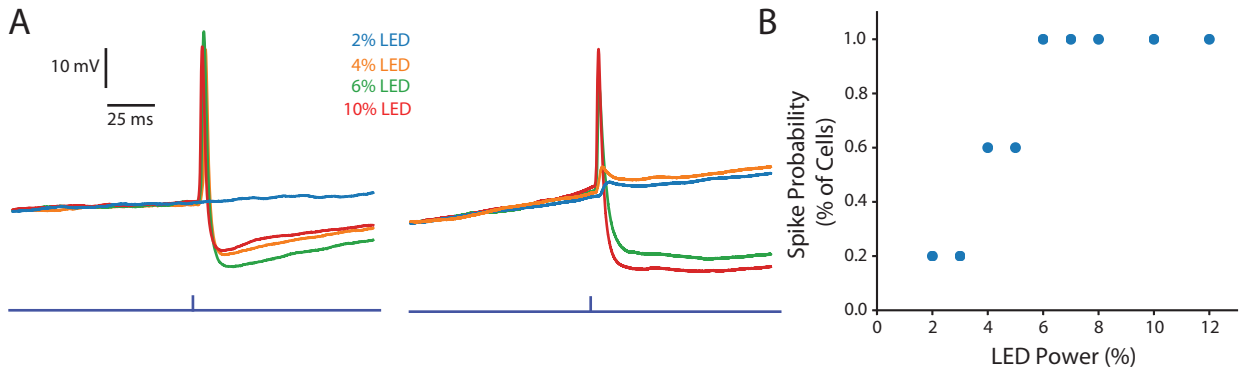 A
10 mV
25 ms
2% LED
4% LED
6% LED
10% LED
B
Spike Probability
(% of Cells)
1.0
0.8
0.6
0.4
0.2
0.0
0 2 4 6 8 10 12
LED Power (%)